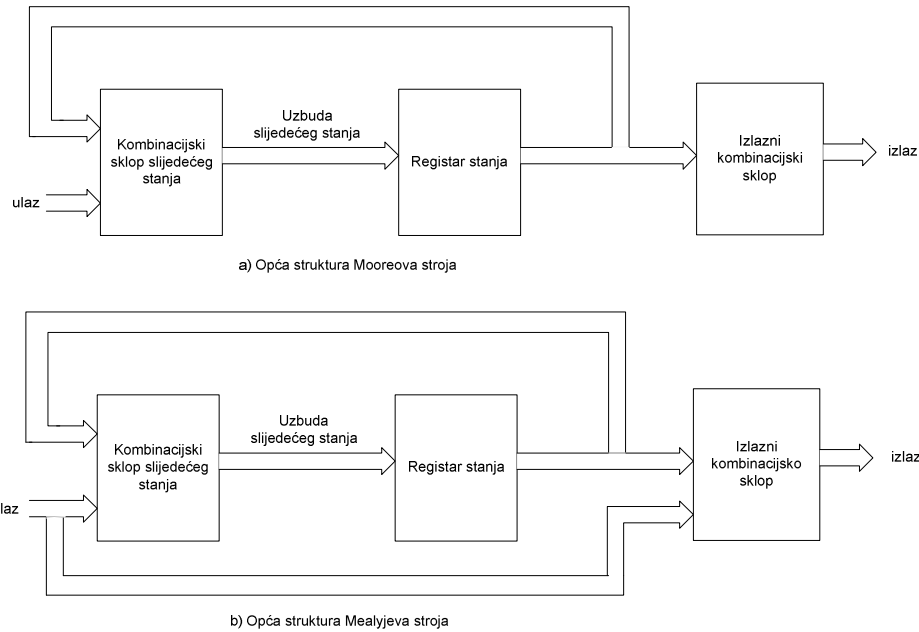 Kombinacijski
sklop slijedećeg
stanja
Uzbuda
slijedećeg stanja
Registar stanja
Izlazni
kombinacijski
sklop
izlaz
ulaz
a) Opća struktura Mooreova stroja
Kombinacijski
sklop slijedećeg
stanja
Uzbuda
slijedećeg stanja
Registar stanja
Izlazni
kombinacijsko
sklop
izlaz
laz
b) Opća struktura Mealyjeva stroja